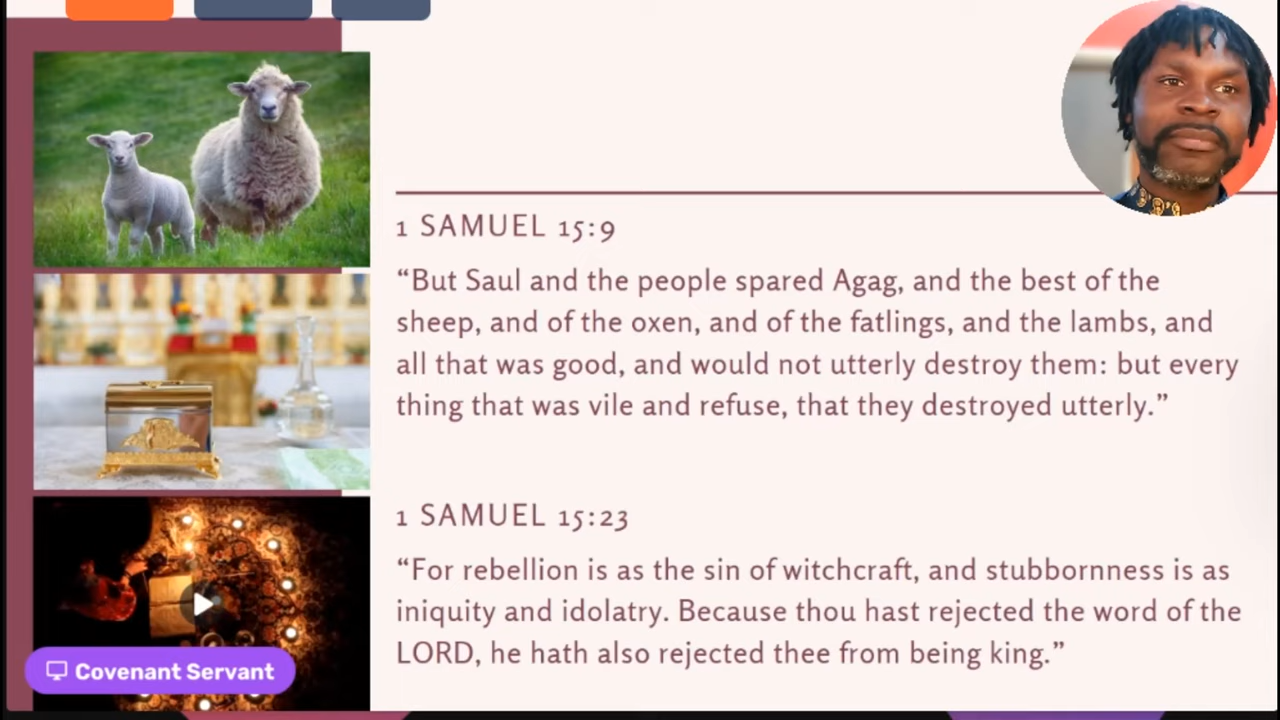 1 SAMUEL 15:9
“But Saul and the people spared Agag, and the best of the
sheep, and of the oxen, and of the fatlings, and the lambs, and
all that was good, and would not utterly destroy them: but every
thing that was vile and refuse, that they destroyed utterly.”
1 SAMUEL 15:23
“For rebellion is as the sin of witchcraft, and stubbornness is as
iniquity and idolatry. Because thou hast rejected the word of the
LORD, he hath also rejected thee from being king.”
Covenant Servant